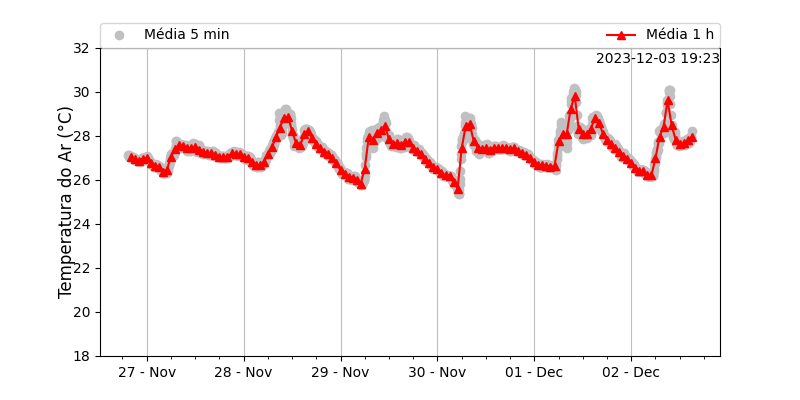 Média 5 min
Média 1 h
2023-12-03 19:23
Temperatura do Ar (°C)
32
30
28
26
24
22
20
18
27 - Nov
28 - Nov
29 - Nov
30 - Nov
01 - Dec
02 - Dec